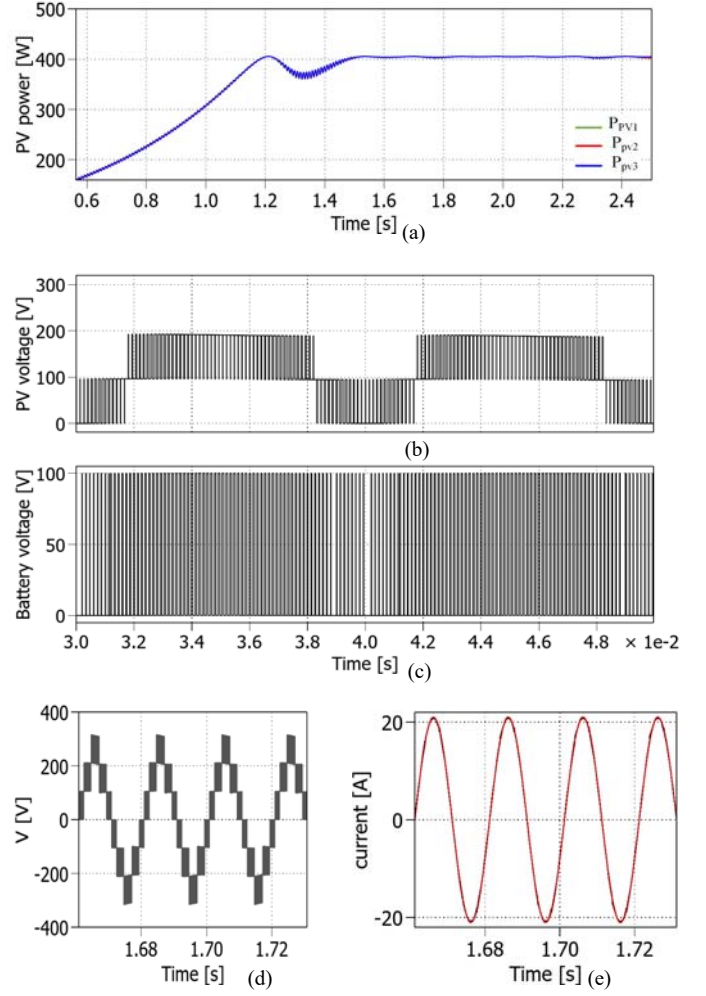 500
400
300
200
PV power [W]
P_PV1
P_pv2
P_pv3
0.6 0.8 1.0 1.2 1.4 1.6 1.8 2.0 2.2 2.4
Time [s] (a)
300
200
100
0
PV voltage [V]
(b)
100
50
0
Battery voltage [V]
3.0 3.2 3.4 3.6 3.8 4.0 4.2 4.4 4.6 4.8 × 1e-2
Time [s] (c)
400
200
0
-200
-400
V [V]
1.68 1.70 1.72
Time [s] (d)
20
0
-20
current [A]
1.68 1.70 1.72
Time [s] (e)